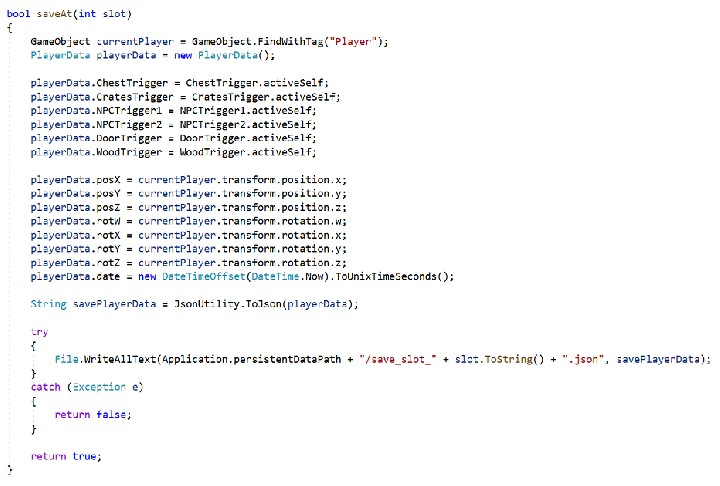 bool saveAt(int slot)
{
GameObject currentPlayer = GameObject.FindWithTag("Player");
PlayerData playerData = new PlayerData();
playerData.ChestTrigger = ChestTrigger.activeSelf;
playerData.CratesTrigger = CratesTrigger.activeSelf;
playerData.NPCTrigger1 = NPCTrigger1.activeSelf;
playerData.NPCTrigger2 = NPCTrigger2.activeSelf;
playerData.DoorTrigger = DoorTrigger.activeSelf;
playerData.WoodTrigger = WoodTrigger.activeSelf;
playerData.posX = currentPlayer.transform.position.x;
playerData.posY = currentPlayer.transform.position.y;
playerData.posZ = currentPlayer.transform.position.z;
playerData.rotW = currentPlayer.transform.rotation.w;
playerData.rotX = currentPlayer.transform.rotation.x;
playerData.rotY = currentPlayer.transform.rotation.y;
playerData.rotZ = currentPlayer.transform.rotation.z;
playerData.date = new DateTimeOffset(DateTime.Now).ToUnixTimeSeconds();
String savePlayerData = JsonUtility.ToJson(playerData);
try
{
File.WriteAllText(Application.persistentDataPath + "/save_slot_" + slot.ToString() + ".json", savePlayerData);
}
catch (Exception e)
{
return false;
}
return true;
}